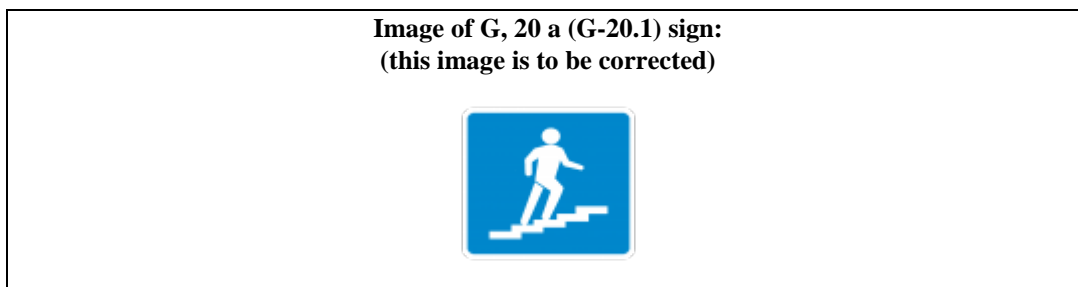 Image of G, 20 a (G-20.1) sign:
(this image is to be corrected)